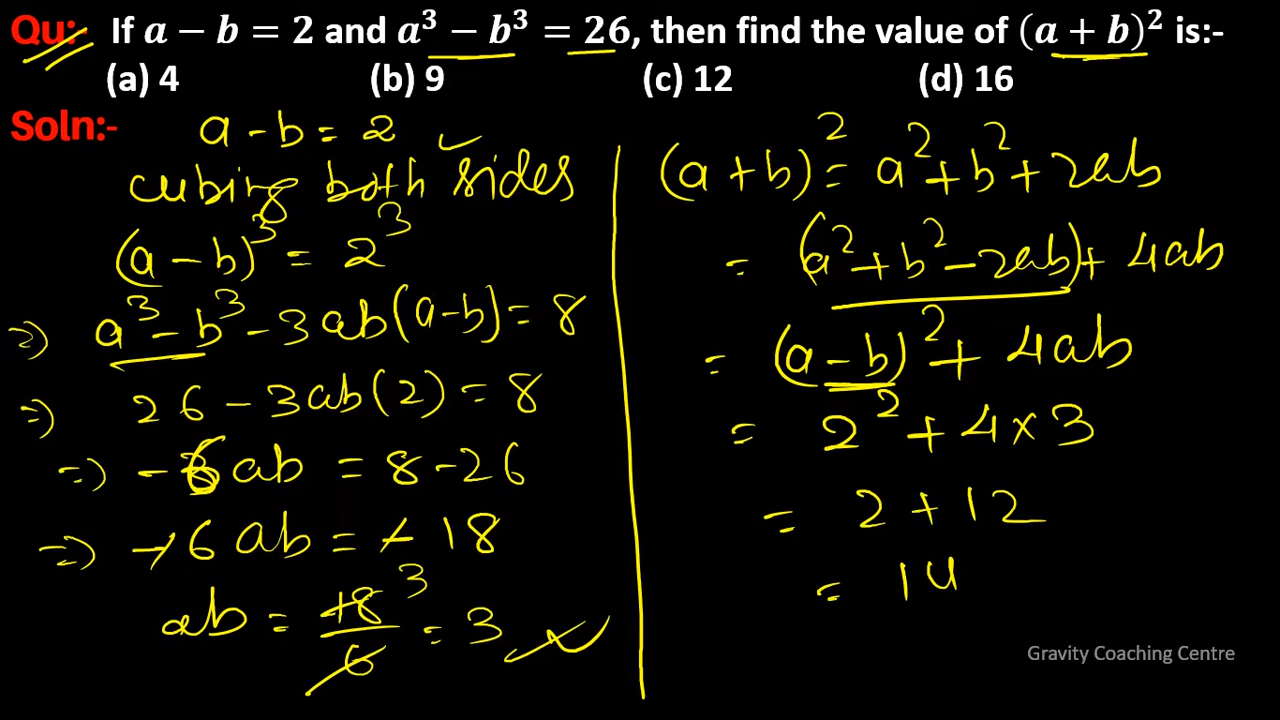 Qu:- If a − b = 2 and a³ − b³ = 26, then find the value of (a + b)² is:-
(a) 4 (b) 9 (c) 12 (d) 16
Soln:- a - b = 2
cubing both sides
(a - b)³ = 2³
=> a³ - b³ - 3ab(a-b) = 8
=> 26 - 3ab(2) = 8
=> - 6ab = 8 - 26
=> - 6ab = - 18
ab = 18/6 3 = 3
(a + b)² = a² + b² + 2ab
= (a² + b² - 2ab) + 4ab
= (a - b)² + 4ab
= 2² + 4 × 3
= 2 + 12
= 14
Gravity Coaching Centre